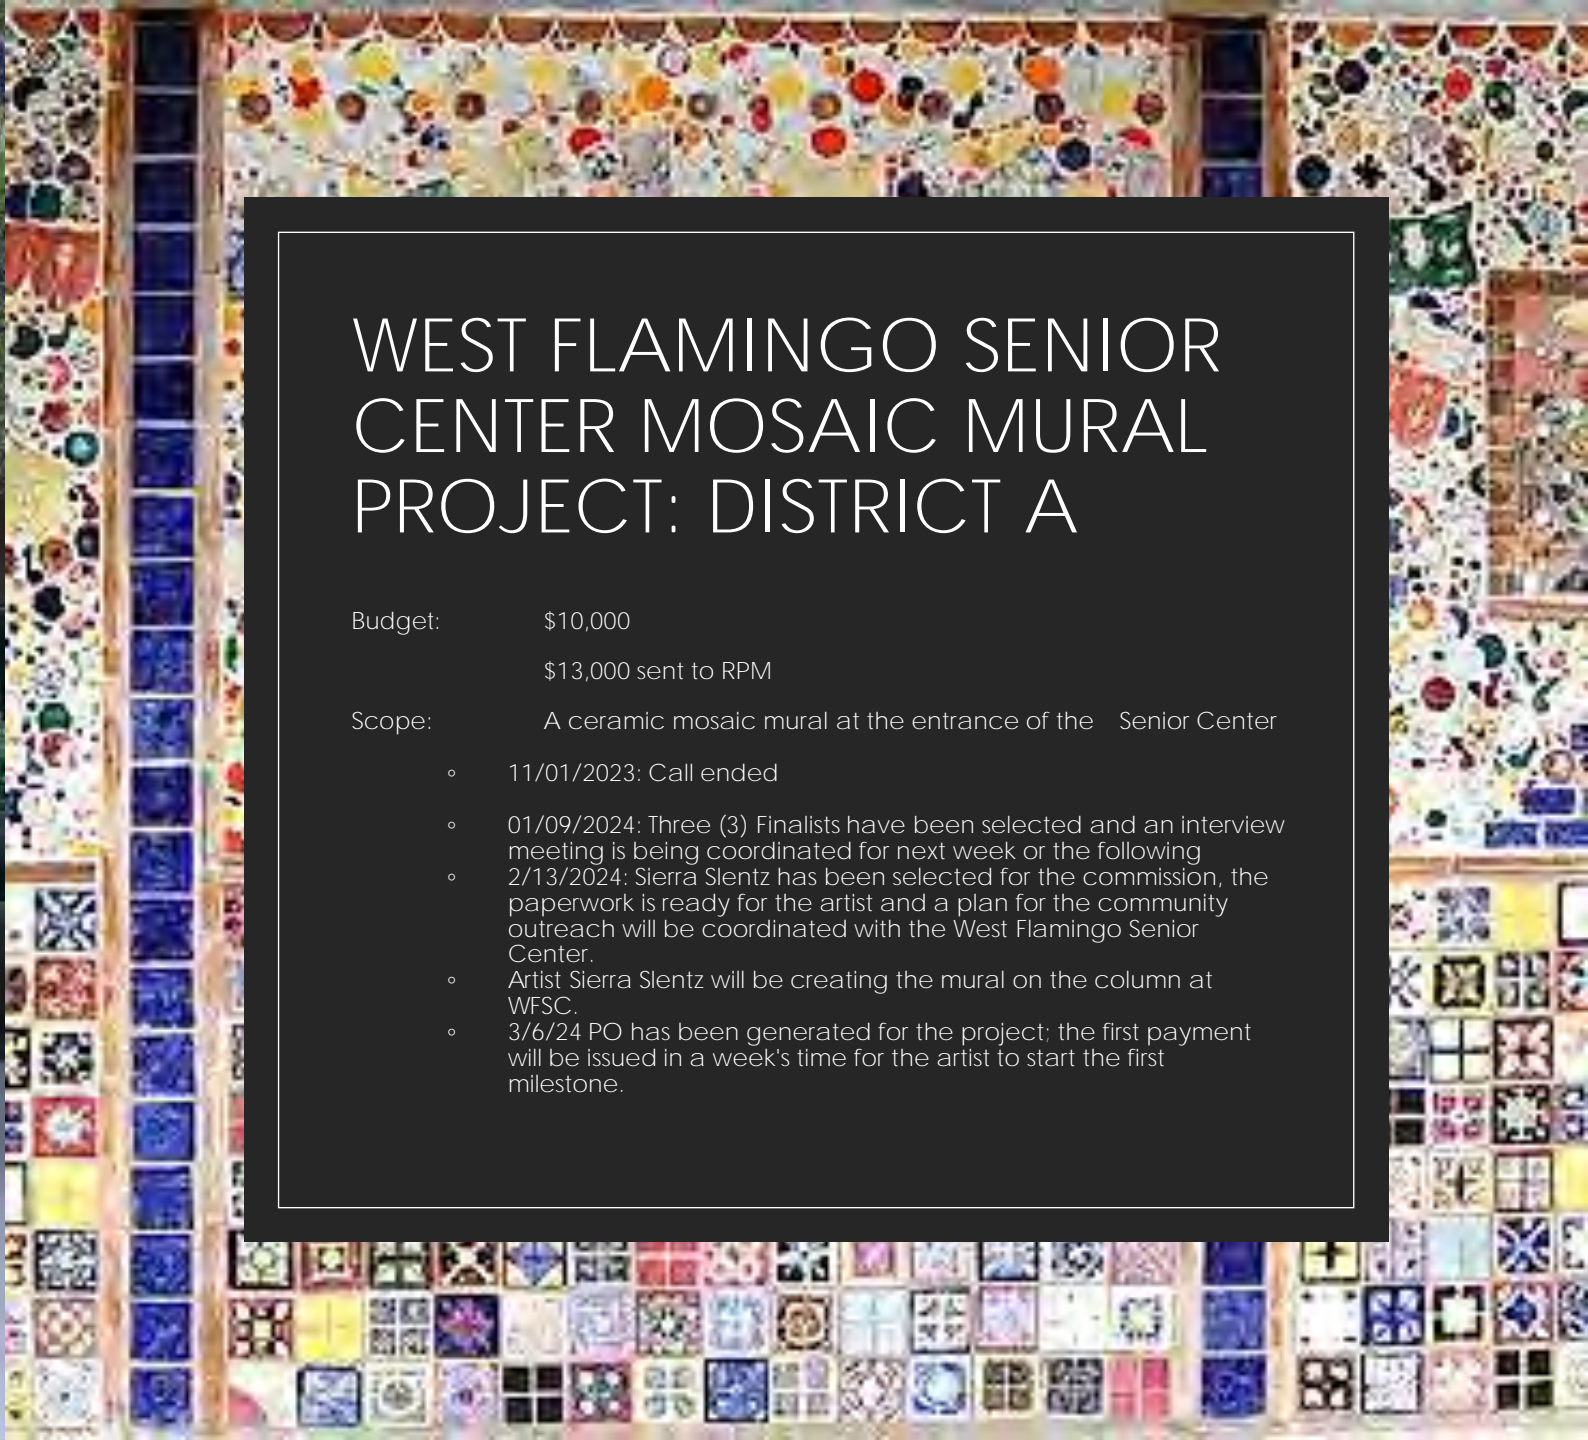 WEST FLAMINGO SENIOR
CENTER MOSAIC MURAL
PROJECT: DISTRICT A
Budget: $10,000
$13,000 sent to RPM
Scope: A ceramic mosaic mural at the entrance of the Senior Center
◦ 11/01/2023: Call ended
◦ 01/09/2024: Three (3) Finalists have been selected and an interview
meeting is being coordinated for next week or the following
◦ 2/13/2024: Sierra Slentz has been selected for the commission, the
paperwork is ready for the artist and a plan for the community
outreach will be coordinated with the West Flamingo Senior
Center.
◦ Artist Sierra Slentz will be creating the mural on the column at
WFSC.
◦ 3/6/24 PO has been generated for the project; the first payment
will be issued in a week's time for the artist to start the first
milestone.